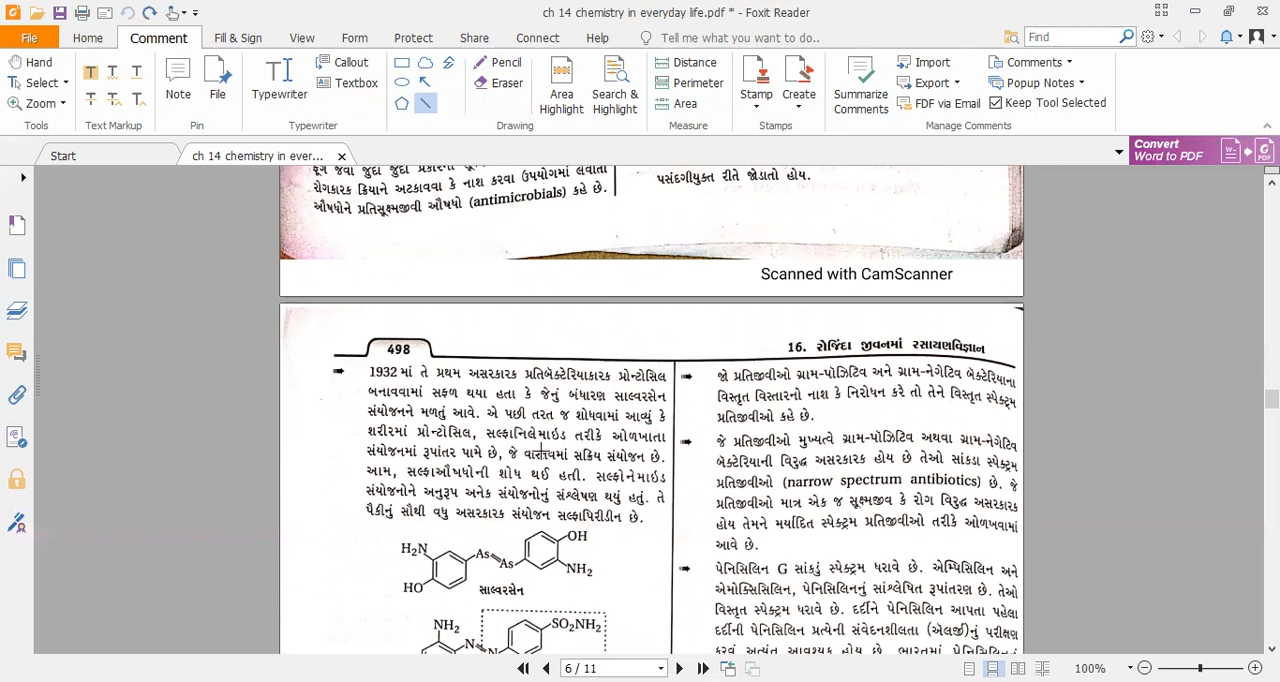 ch 14 chemistry in everyday life.pdf * - Foxit Reader
File Home Comment Fill & Sign View Form Protect Share Connect Help Tell me what you want to do.. Find
Hand
Select
Zoom
Tools
Text Markup
Note
File
Pin
Typewriter
Callout
Textbox
Typewriter
Pencil
Eraser
Area Highlight
Search & Highlight
Drawing
Distance
Perimeter
Area
Measure
Stamp
Create
Stamps
Summarize Comments
Import
Export
FDF via Email
Comments
Popup Notes
Keep Tool Selected
Manage Comments
Start
ch 14 chemistry in ever...
Convert Word to PDF
રોગકારક ક્રિયાને અટકાવવા કે નાશ કરવા ઉપયોગમાં લેવાતા
ઔષધોને પ્રતિસૂક્ષ્મજીવી ઔષધો (antimicrobials) કહે છે.
પસંદગીયુક્ત રીતે જોડાતો હોય.
Scanned with CamScanner
498
16. રોજિંદા જીવનમાં રસાયણવિજ્ઞાન
1932માં તે પ્રથમ અસરકારક પ્રતિબેક્ટેરિયાકારક પ્રોન્ટોસિલ
બનાવવામાં સફળ થયા હતા કે જેનું બંધારણ સાલ્વરસેન
સંયોજનને મળતું આવે. એ પછી તરત જ શોધવામાં આવ્યું કે
શરીરમાં પ્રોન્ટોસિલ, સલ્ફાનિલેમાઇડ તરીકે ઓળખાતા
સંયોજનમાં રૂપાંતર પામે છે, જે વાસ્તવમાં સક્રિય સંયોજન છે.
આમ, સલ્ફાઔષધોની શોધ થઈ હતી. સલ્ફોનેમાઇડ
સંયોજનોને અનુરૂપ અનેક સંયોજનોનું સંશ્લેષણ થયું હતું. તે
પૈકીનું સૌથી વધુ અસરકારક સંયોજન સલ્ફાપિરીડીન છે.
H₂N As As OH
HO NH₂
સાલ્વરસેન
NH₂ SO₂NH₂
N N
જો પ્રતિજીવીઓ ગ્રામ-પૉઝિટિવ અને ગ્રામ-નેગેટિવ બેક્ટેરિયાના
વિસ્તૃત વિસ્તારનો નાશ કે નિરોધન કરે તો તેને વિસ્તૃત સ્પેક્ટ્રમ
પ્રતિજીવીઓ કહે છે.
જે પ્રતિજીવીઓ મુખ્યત્વે ગ્રામ-પૉઝિટિવ અથવા ગ્રામ-નેગેટિવ
બેક્ટેરિયાની વિરુદ્ધ અસરકારક હોય છે તેઓ સાંકડા સ્પેક્ટ્રમ
પ્રતિજીવીઓ (narrow spectrum antibiotics) છે. જે
પ્રતિજીવીઓ માત્ર એક જ સૂક્ષ્મજીવ કે રોગ વિરુદ્ધ અસરકારક
હોય તેમને મર્યાદિત સ્પેક્ટ્રમ પ્રતિજીવીઓ તરીકે ઓળખવામાં
આવે છે.
પેનિસિલિન G સાંકડું સ્પેક્ટ્રમ ધરાવે છે. એમ્પિસિલિન અને
એમોક્સિસિલિન, પેનિસિલિનનું સાંશ્લેષિત રૂપાંતરણ છે. તેઓ
વિસ્તૃત સ્પેક્ટ્રમ ધરાવે છે. દર્દીને પેનિસિલિન આપતા પહેલા
દર્દીની પેનિસિલિન પ્રત્યેની સંવેદનશીલતા (ઍલર્જી)નું પરીક્ષણ
6 / 11
100%